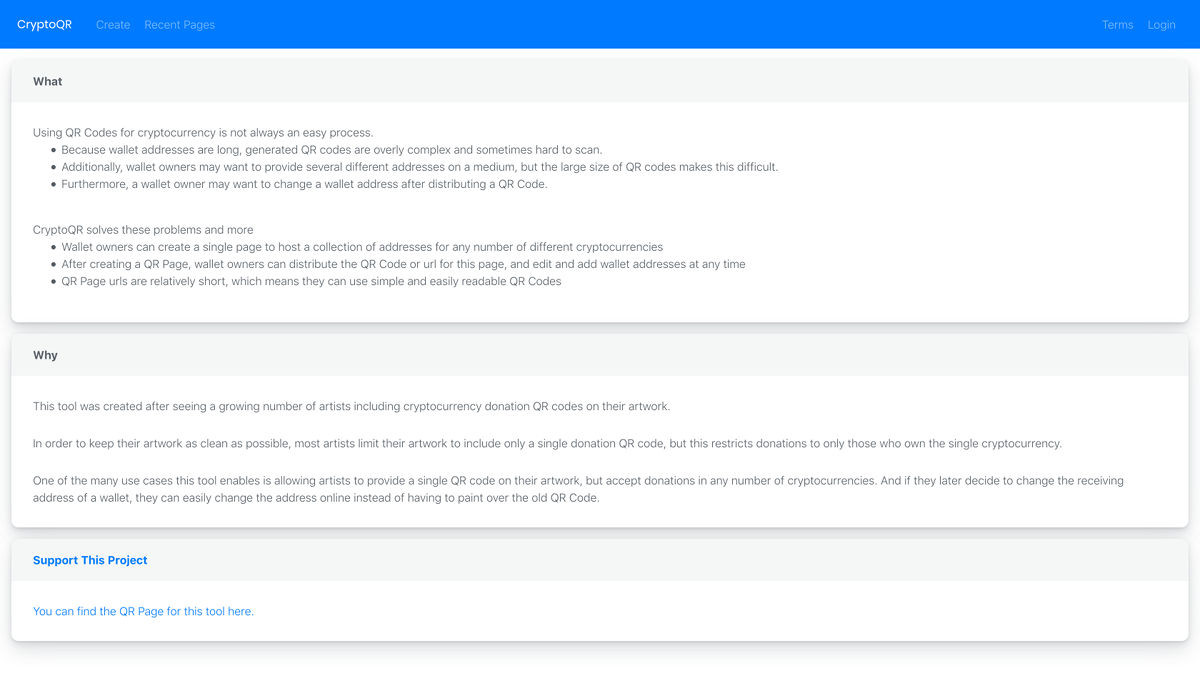 CryptoQR Create Recent Pages Terms Login
What
Using QR Codes for cryptocurrency is not always an easy process.
Because wallet addresses are long, generated QR codes are overly complex and sometimes hard to scan.
Additionally, wallet owners may want to provide several different addresses on a medium, but the large size of QR codes makes this difficult.
Furthermore, a wallet owner may want to change a wallet address after distributing a QR Code.
CryptoQR solves these problems and more
Wallet owners can create a single page to host a collection of addresses for any number of different cryptocurrencies
After creating a QR Page, wallet owners can distribute the QR Code or url for this page, and edit and add wallet addresses at any time
QR Page urls are relatively short, which means they can use simple and easily readable QR Codes
Why
This tool was created after seeing a growing number of artists including cryptocurrency donation QR codes on their artwork.
In order to keep their artwork as clean as possible, most artists limit their artwork to include only a single donation QR code, but this restricts donations to only those who own the single cryptocurrency.
One of the many use cases this tool enables is allowing artists to provide a single QR code on their artwork, but accept donations in any number of cryptocurrencies. And if they later decide to change the receiving
address of a wallet, they can easily change the address online instead of having to paint over the old QR Code.
Support This Project
You can find the QR Page for this tool here.